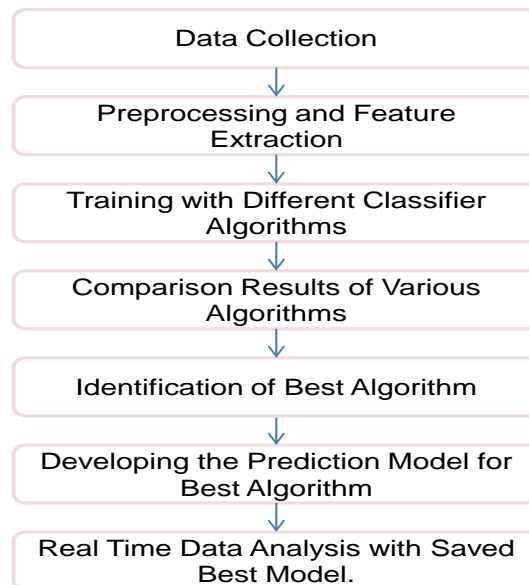 Data Collection
Preprocessing and Feature
Extraction
Training with Different Classifier
Algorithms
Comparison Results of Various
Algorithms
Identification of Best Algorithm
Developing the Prediction Model for
Best Algorithm
Real Time Data Analysis with Saved
Best Model.